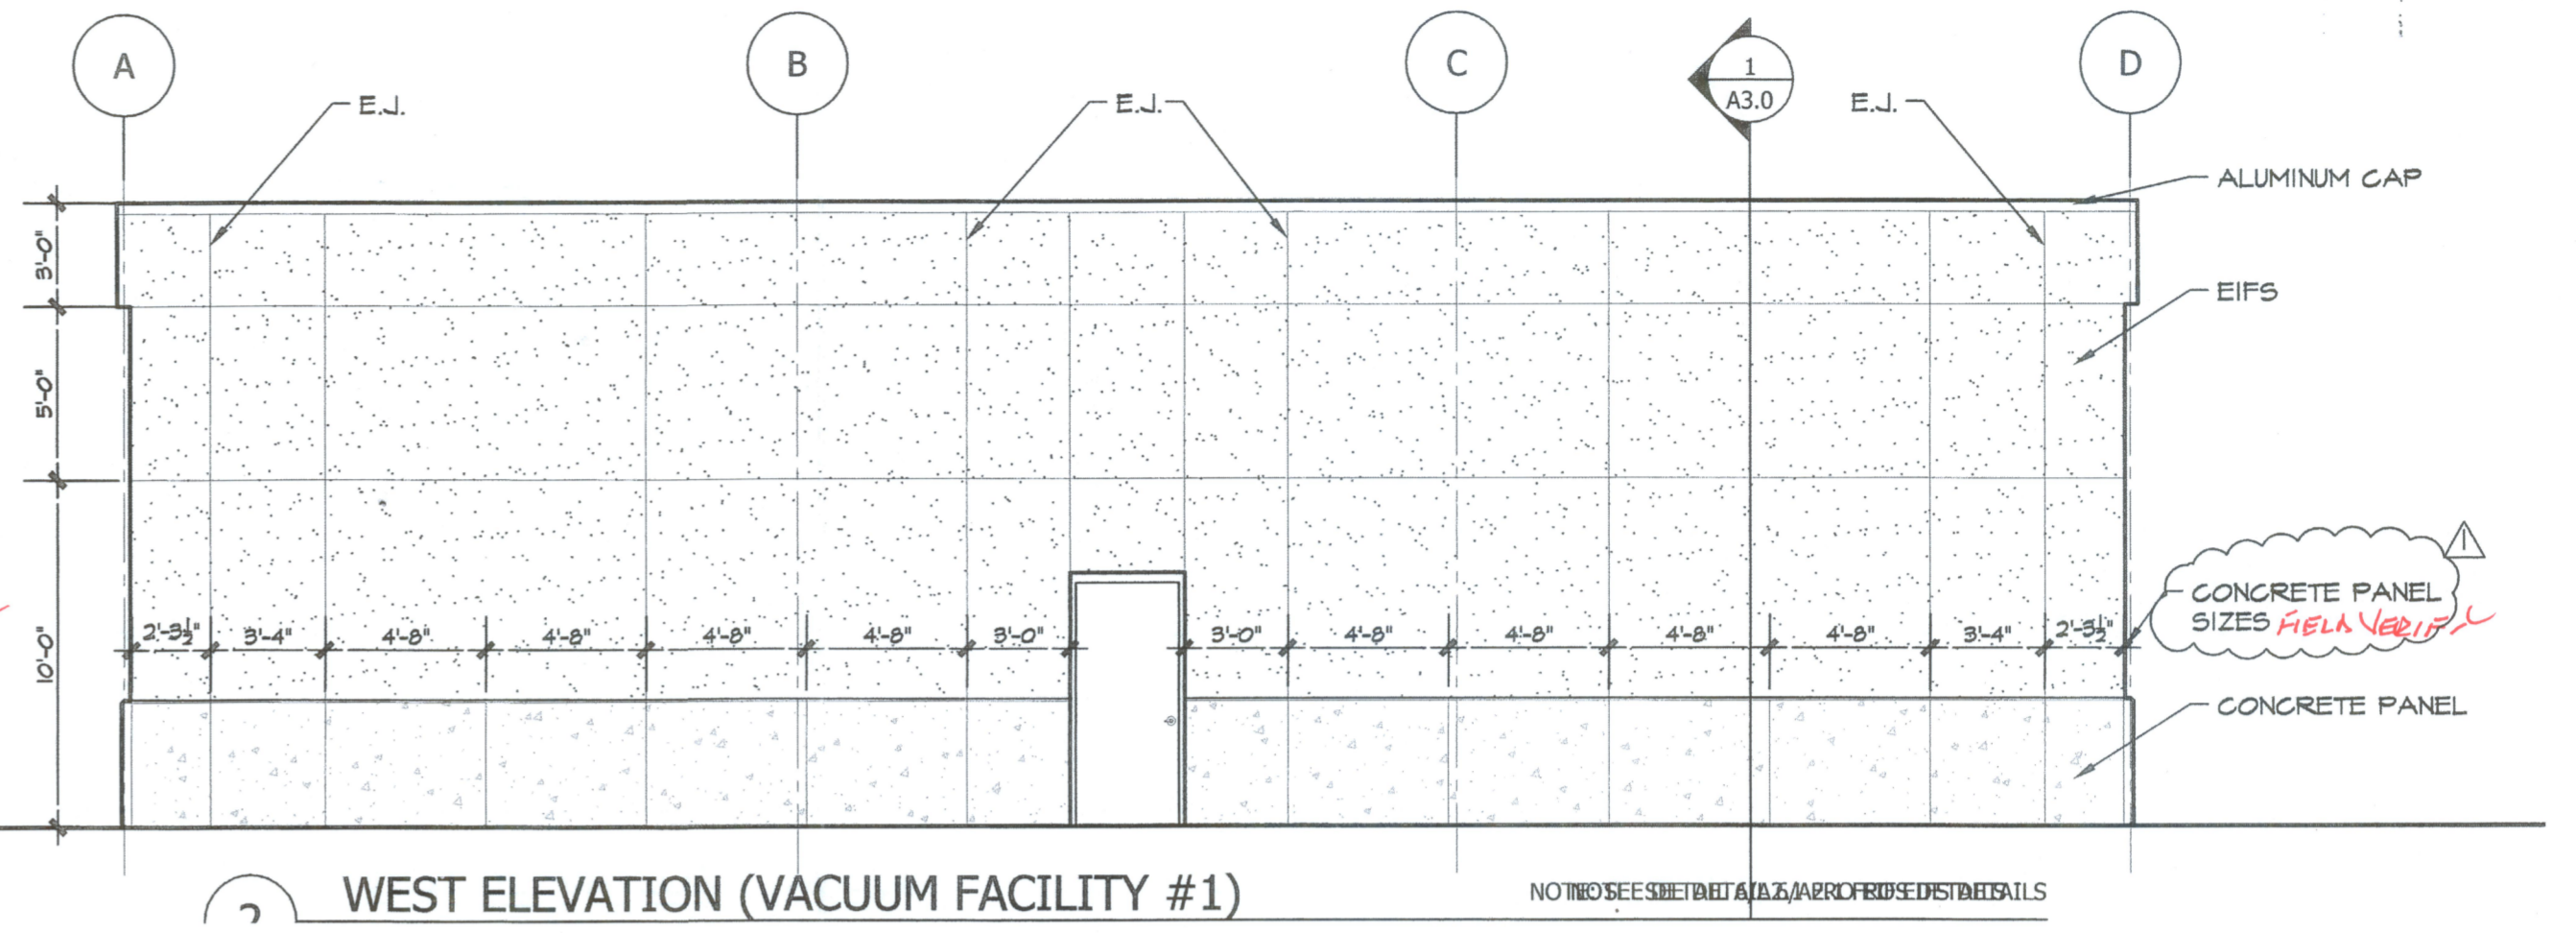 A
B
C
1
A3.0
D
E.J.
E.J.
E.J.
ALUMINUM CAP
3'-0"
EIFS
5'-0"
10'-0"
CONCRETE PANEL
SIZES FIELD VERIFY
1
2'-3½"
3'-4"
4'-8"
4'-8"
4'-8"
4'-8"
3'-0"
3'-0"
4'-8"
4'-8"
4'-8"
4'-8"
3'-4"
2'-3½"
CONCRETE PANEL
2
WEST ELEVATION (VACUUM FACILITY #1)